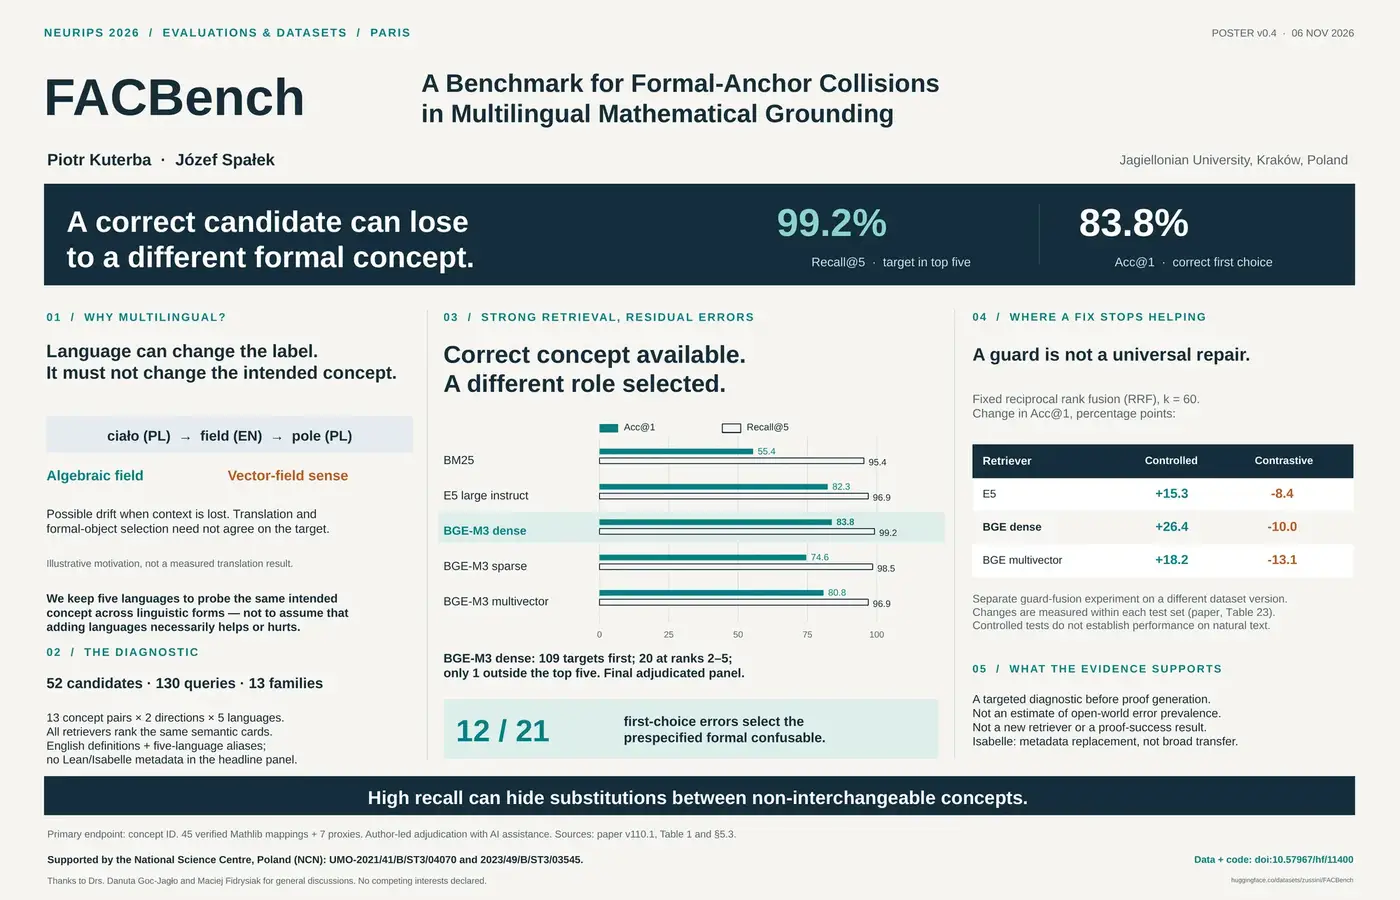 NEURIPS 2026 / EVALUATIONS & DATASETS / PARIS
POSTER v0.4 · 06 NOV 2026
FACBench
A Benchmark for Formal-Anchor Collisions
in Multilingual Mathematical Grounding
Piotr Kuterba · Józef Spałek
Jagiellonian University, Kraków, Poland
A correct candidate can lose
to a different formal concept.
99.2%
Recall@5 · target in top five
83.8%
Acc@1 · correct first choice
01 / WHY MULTILINGUAL?
Language can change the label.
It must not change the intended concept.
ciało (PL) → field (EN) → pole (PL)
Algebraic field
Vector-field sense
Possible drift when context is lost. Translation and
formal-object selection need not agree on the target.
Illustrative motivation, not a measured translation result.
We keep five languages to probe the same intended
concept across linguistic forms — not to assume that
adding languages necessarily helps or hurts.
02 / THE DIAGNOSTIC
52 candidates · 130 queries · 13 families
13 concept pairs × 2 directions × 5 languages.
All retrievers rank the same semantic cards.
English definitions + five-language aliases;
no Lean/Isabelle metadata in the headline panel.
03 / STRONG RETRIEVAL, RESIDUAL ERRORS
Correct concept available.
A different role selected.
Acc@1 Recall@5
BM25 55.4 95.4
E5 large instruct 82.3 96.9
BGE-M3 dense 83.8 99.2
BGE-M3 sparse 74.6 98.5
BGE-M3 multivector 80.8 96.9
0 25 50 75 100
BGE-M3 dense: 109 targets first; 20 at ranks 2–5;
only 1 outside the top five. Final adjudicated panel.
12 / 21
first-choice errors select the
prespecified formal confusable.
04 / WHERE A FIX STOPS HELPING
A guard is not a universal repair.
Fixed reciprocal rank fusion (RRF), k = 60.
Change in Acc@1, percentage points:
Retriever Controlled Contrastive
E5 +15.3 -8.4
BGE dense +26.4 -10.0
BGE multivector +18.2 -13.1
Separate guard-fusion experiment on a different dataset version.
Changes are measured within each test set (paper, Table 23).
Controlled tests do not establish performance on natural text.
05 / WHAT THE EVIDENCE SUPPORTS
A targeted diagnostic before proof generation.
Not an estimate of open-world error prevalence.
Not a new retriever or a proof-success result.
Isabelle: metadata replacement, not broad transfer.
High recall can hide substitutions between non-interchangeable concepts.
Primary endpoint: concept ID. 45 verified Mathlib mappings + 7 proxies. Author-led adjudication with AI assistance. Sources: paper v110.1, Table 1 and §5.3.
Supported by the National Science Centre, Poland (NCN): UMO-2021/41/B/ST3/04070 and 2023/49/B/ST3/03545.
Data + code: doi:10.57967/hf/11400
Thanks to Drs. Danuta Goc-Jagło and Maciej Fidrysiak for general discussions. No competing interests declared.
huggingface.co/datasets/zussini/FACBench